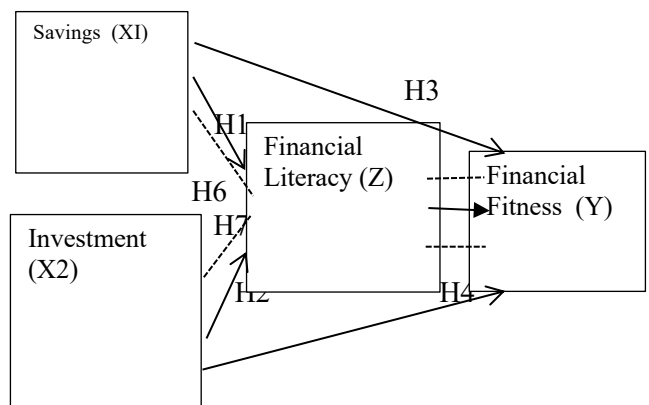 Savings (XI)
H3
H1
Financial
Literacy (Z)
Financial
Fitness (Y)
H6
H7
Investment
(X2)
H2
H4